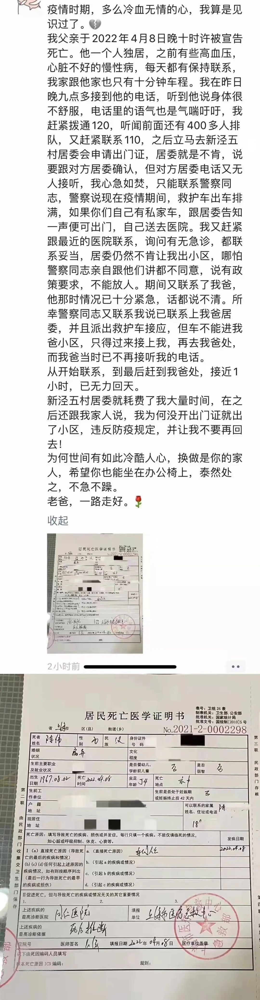 疫情时期，多么冷血无情的心，我算是见
识过了。💔
我父亲于2022年4月8日晚十时许被宣告
死亡。他一个人独居，之前有些高血压，
心脏不好的慢性病，每天都有保持联系，
我家跟他家也只有十分钟车程。我在昨日
晚九点多接到他的电话，听到他说身体很
不舒服，电话里的语气也是气喘吁吁，我
赶紧拨通120，听闻前面还有400多人排
队，又赶紧联系110，之后立马去新泾五
村居委会申请出门证，居委就是不肯，说
要跟对方居委确认，但对方居委电话又无
人接听，我心急如焚，只能联系警察同
志，警察说现在疫情期间，救护车出车排
满，如果你们自己有私家车，跟居委告知
一声便可出门，自己送去医院。我又赶紧
跟最近的医院联系，询问有无急诊，都联
系妥当，居委仍然不肯让我出小区，哪怕
警察同志亲自跟他们讲都不同意，说有政
策要求，不能放人。期间又联系了我爸，
他那时情况已十分紧急，话都说不清。所
幸警察同志又联系我说已联系上我爸居
委，并且派出救护车接应，但车不能进我
爸小区，只得过来接上我，再去我爸处，
而我爸当时已不再接听我的电话。
从开始联系，到最后赶到我爸处，接近1
小时，已无力回天。
新泾五村居委就耗费了我大量时间，在之
后还跟我家人说，我为何没开出门证就出
了小区，违反防疫规定，并让我不要再回
去！
为何世间有如此冷酷人心，换做是你的家
人，希望你也能坐在办公椅上，泰然处
之，不急不躁。
老爸，一路走好。🌹
收起
居民死亡医学证明书
No.2021-2-0002298
2小时前
表号：卫统26表
制表机关：卫生部、公安部
批准机关：国家统计局
批准文号：国统制[2010]5号
居民死亡医学证明书
省 上海市 区(县) 街道(乡)
No.2021-2-0002298
死者姓名 陈伟 性别 男 民族 汉 身份证件号码
婚姻状况 离异 文化程度
生前主要职业及就业状况 是否婴幼儿，学龄前儿童 否 是否弱智 否
出生日期 1967.08.02 死亡时间 2022.04.08 实足年龄 54 死亡地点 家中
生前工作单位 生前是否处于妊娠期或妊娠终止后42天内 否
户籍地址 可以联系的家属姓名、住址或电话 陈
现居住地址 18
死亡原因：填写导致死亡的疾病、损伤或并发症，每行只填一个疾病。不能仅填临死的情况，
如心脏或呼吸抑制、休克、心衰等。
发病日期
I (a) 直接死亡原因（导致死亡的最后的疾病和情况）
a.（直接死亡原因） 2022.04.08
(b)(c)(d)任何引起上述原因的疾病情况，如有则按顺序列出（最后一行为导致死亡的最早的疾病或损伤）
b.（引起a的疾病或情况）
c.（引起b的疾病或情况）
d.（引起c的疾病或情况）
II 促进死亡，但与导致死亡的疾病或情况无关的其它重要情况
1. 2. 3.
上述疾病的最高诊断医院 同仁医院 填报单位 上海市医疗急救中心
上述疾病的最高诊断依据 死后推断
住院号 医师签名 填报日期 2022年04月08日 医疗单位盖章
以下由死因编码人员填写
根本死亡原因ICD编码： 规则：
第二联 由民政部门收集交卫生部门保存
第三联 民政部门存根